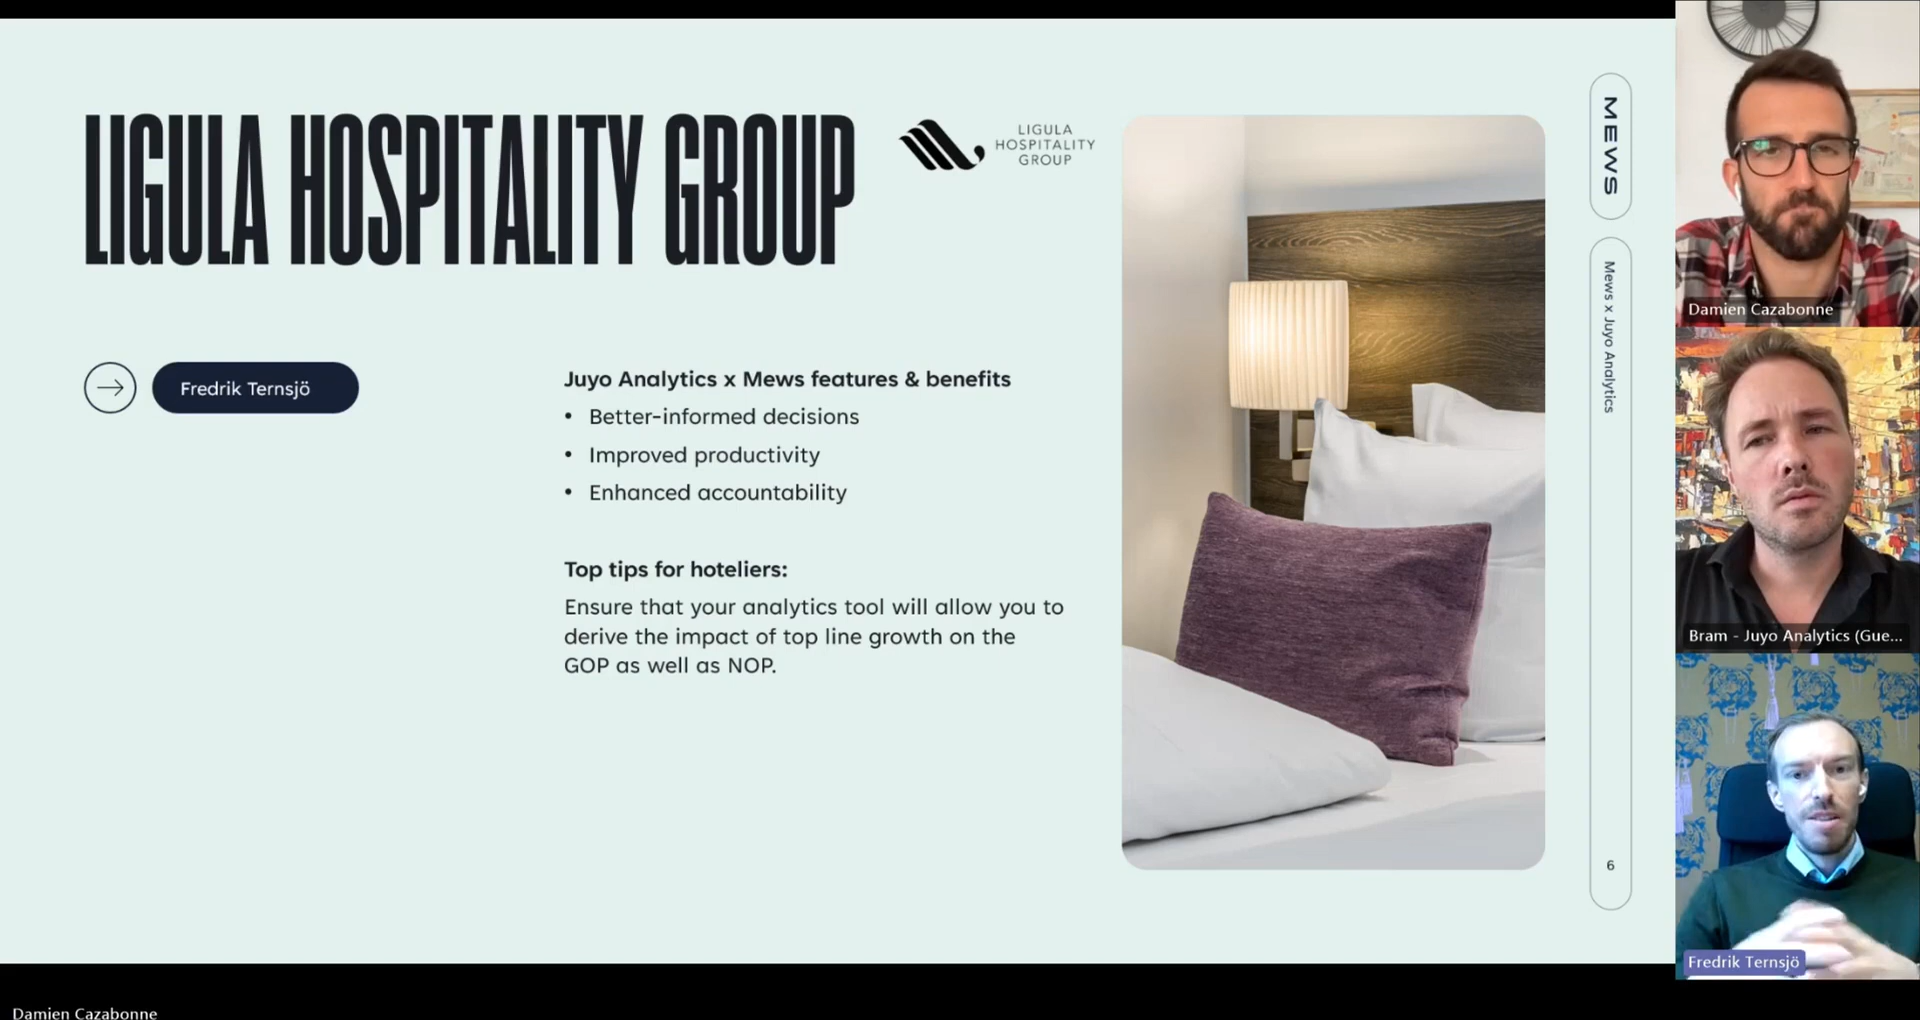 LIGULA HOSPITALITY GROUP
LIGULA
HOSPITALITY
GROUP
Fredrik Ternsjö
Juyo Analytics x Mews features & benefits
• Better-informed decisions
• Improved productivity
• Enhanced accountability
Top tips for hoteliers:
Ensure that your analytics tool will allow you to
derive the impact of top line growth on the
GOP as well as NOP.
MEWS
Mews x Juyo Analytics
6
Damien Cazabonne
Bram - Juyo Analytics (Gue...
Fredrik Ternsjö
Damien Cazabonne